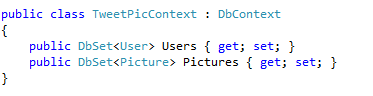 public class TweetPicContext : DbContext
{
    public DbSet<User> Users { get; set; }
    public DbSet<Picture> Pictures { get; set; }
}